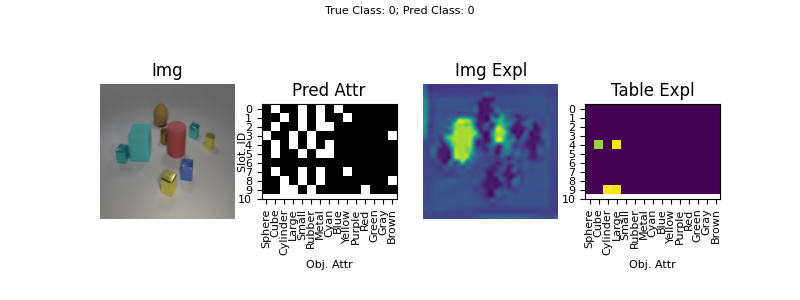 True Class: 0; Pred Class: 0
Img
Pred Attr
Img Expl
Table Expl
Slot. ID
0
1
2
3
4
5
6
7
8
9
10
0
1
2
3
4
5
6
7
8
9
10
Sphere
Cube
Cylinder
Large
Small
Rubber
Metal
Cyan
Blue
Yellow
Purple
Red
Green
Gray
Brown
Sphere
Cube
Cylinder
Large
Small
Rubber
Metal
Cyan
Blue
Yellow
Purple
Red
Green
Gray
Brown
Obj. Attr
Obj. Attr